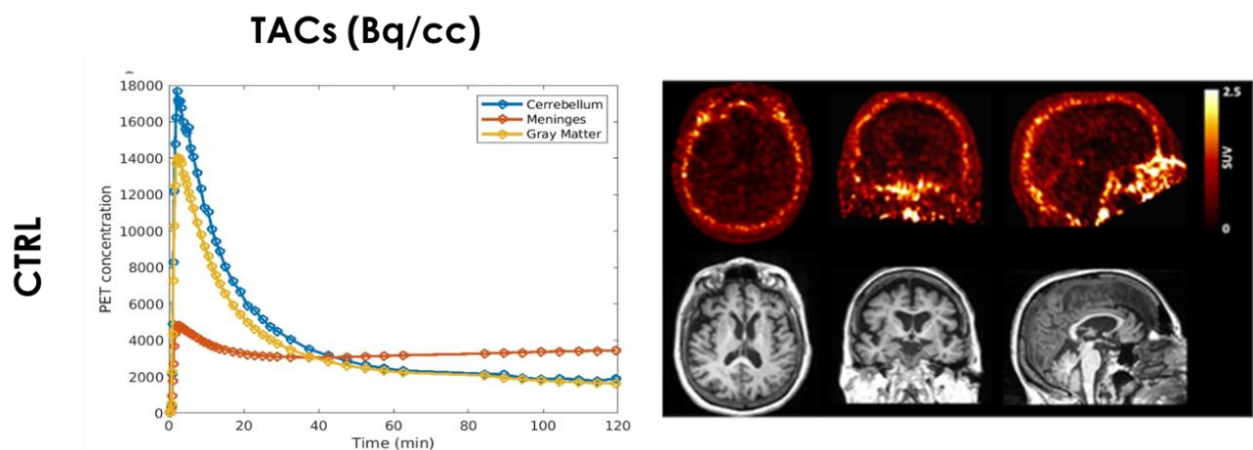 TACs (Bq/cc)
CTRL
PET concentration
18000
16000
14000
12000
10000
8000
6000
4000
2000
0
0 20 40 60 80 100 120
Time (min)
Cerrebellum
Meninges
Gray Matter
2.5
SUV
0